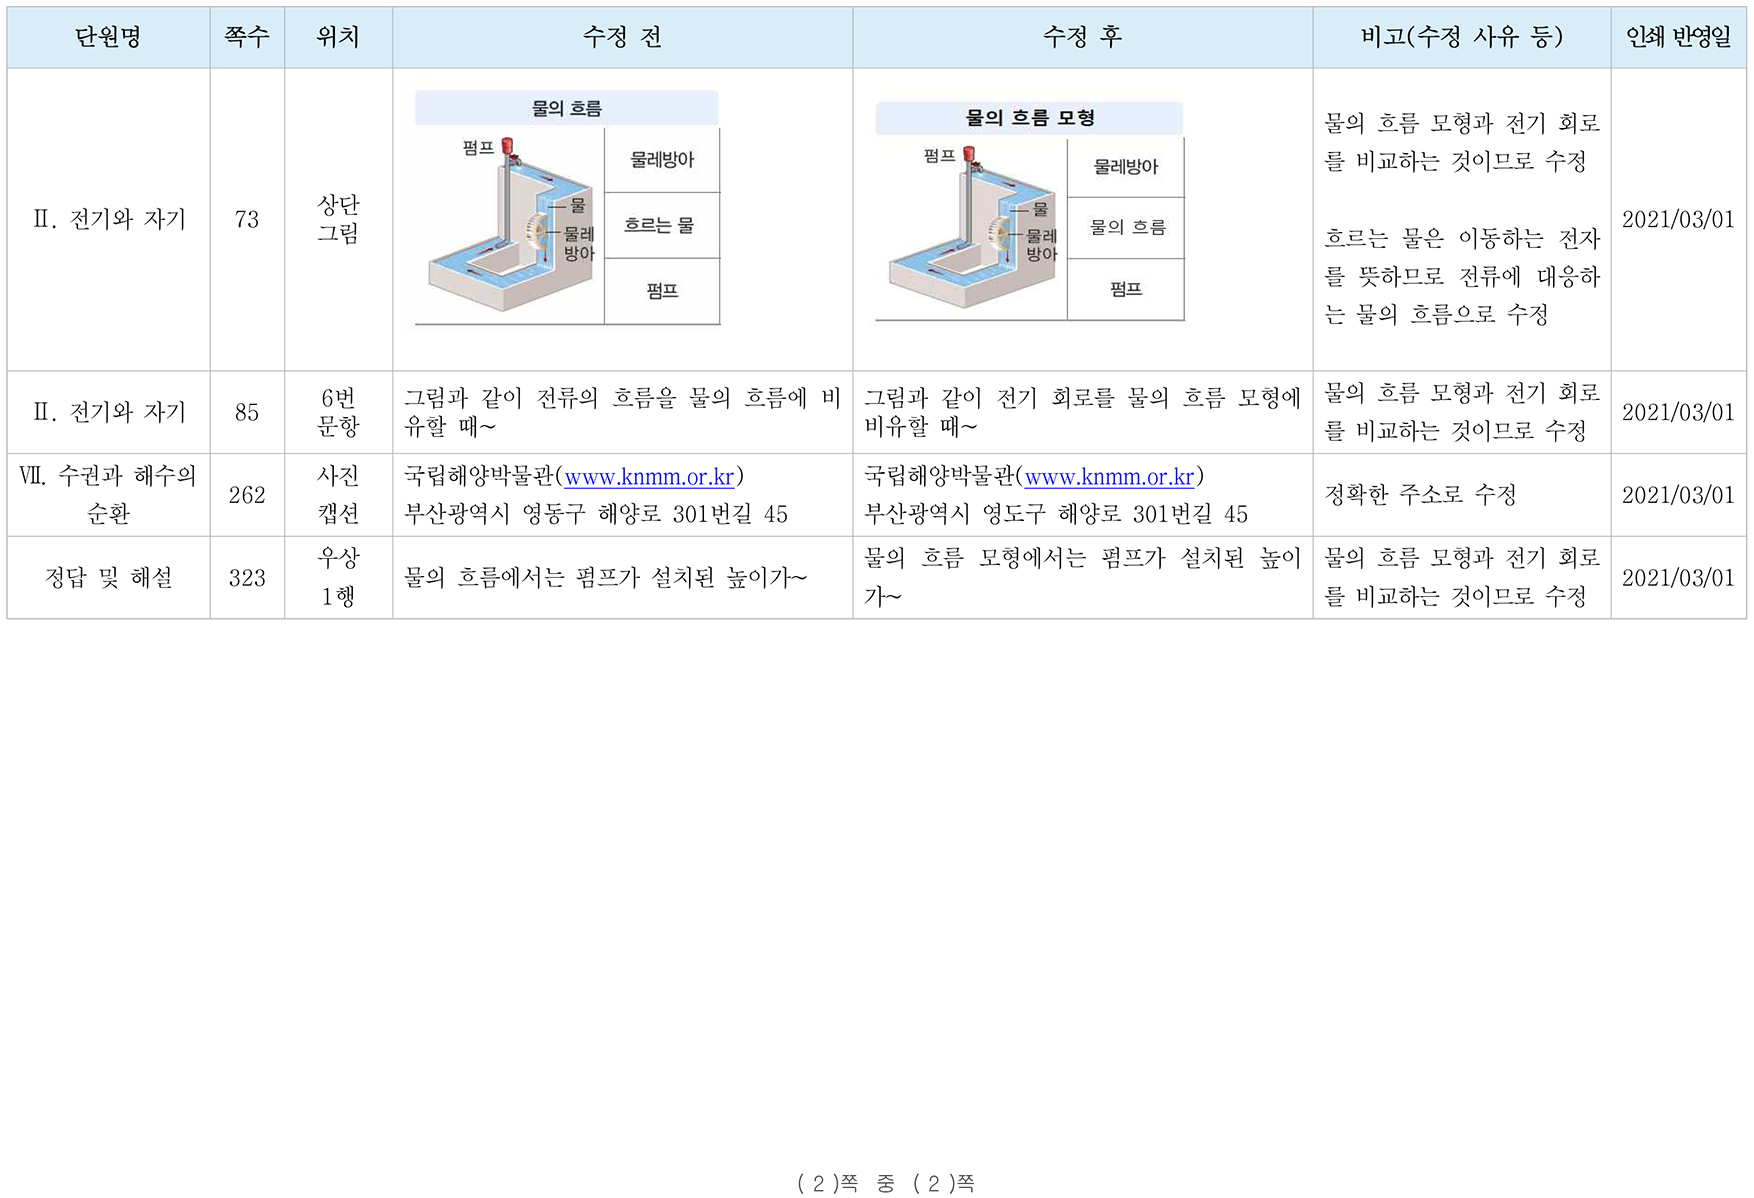 단원명 쪽수 위치 수정 전 수정 후 비고(수정 사유 등) 인쇄 반영일
Ⅱ. 전기와 자기
73
상단
그림
물의 흐름
펌프
물
물레
방아
물레방아
흐르는 물
펌프
물의 흐름 모형
펌프
물
물레
방아
물레방아
물의 흐름
펌프
물의 흐름 모형과 전기 회로
를 비교하는 것이므로 수정
흐르는 물은 이동하는 전자
를 뜻하므로 전류에 대응하
는 물의 흐름으로 수정
2021/03/01
Ⅱ. 전기와 자기
85
6번
문항
그림과 같이 전류의 흐름을 물의 흐름에 비
유할 때~
그림과 같이 전기 회로를 물의 흐름 모형에
비유할 때~
물의 흐름 모형과 전기 회로
를 비교하는 것이므로 수정
2021/03/01
Ⅶ. 수권과 해수의
순환
262
사진
캡션
국립해양박물관(www.knmm.or.kr)
부산광역시 영동구 해양로 301번길 45
국립해양박물관(www.knmm.or.kr)
부산광역시 영도구 해양로 301번길 45
정확한 주소로 수정
2021/03/01
정답 및 해설
323
우상
1행
물의 흐름에서는 펌프가 설치된 높이가~
물의 흐름 모형에서는 펌프가 설치된 높이
가~
물의 흐름 모형과 전기 회로
를 비교하는 것이므로 수정
2021/03/01
( 2 )쪽 중 ( 2 )쪽